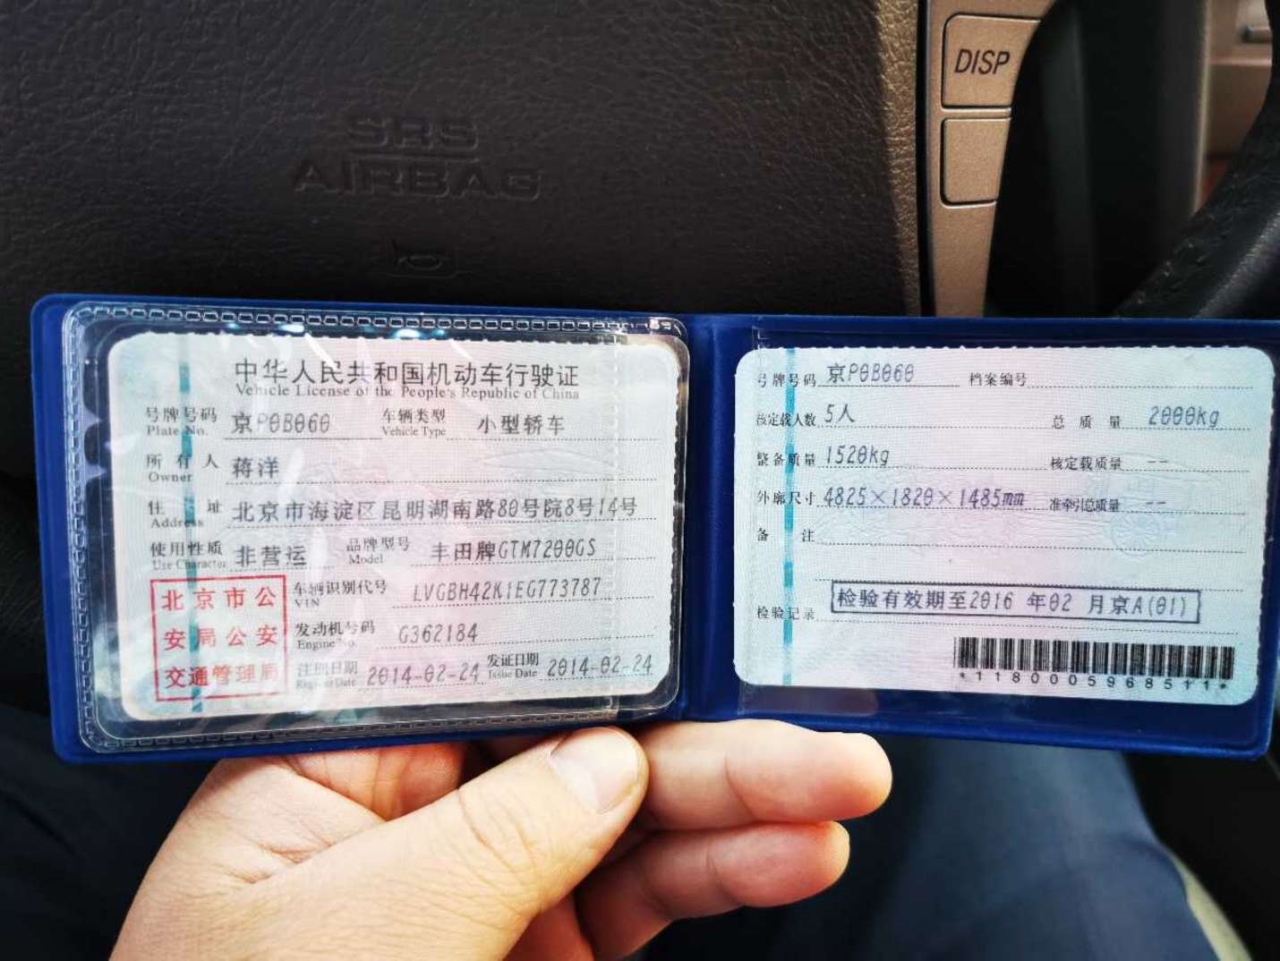 DISP
SRS
AIRBAG
中华人民共和国机动车行驶证
Vehicle License of the People's Republic of China
号牌号码 京P0B060 车辆类型 小型轿车
Plate No. Vehicle Type
所有人 蒋洋
Owner
住址 北京市海淀区昆明湖南路80号院8号14号
Address
使用性质 非营运 品牌型号 丰田牌GTM7200GS
Use Character Model
北京市公
安局公安
交通管理局
车辆识别代号 LVGBH42K1EG773787
VIN
发动机号码 G362184
Engine No.
注册日期 2014-02-24 发证日期 2014-02-24
Register Date Issue Date
号牌号码 京P0B060 档案编号
核定载人数 5人 总质量 2000kg
整备质量 1520kg 核定载质量 --
外廓尺寸 4825×1820×1485mm 准牵引总质量 --
备注
检验记录 检验有效期至2016年02月京A(01)
*1180005968511*